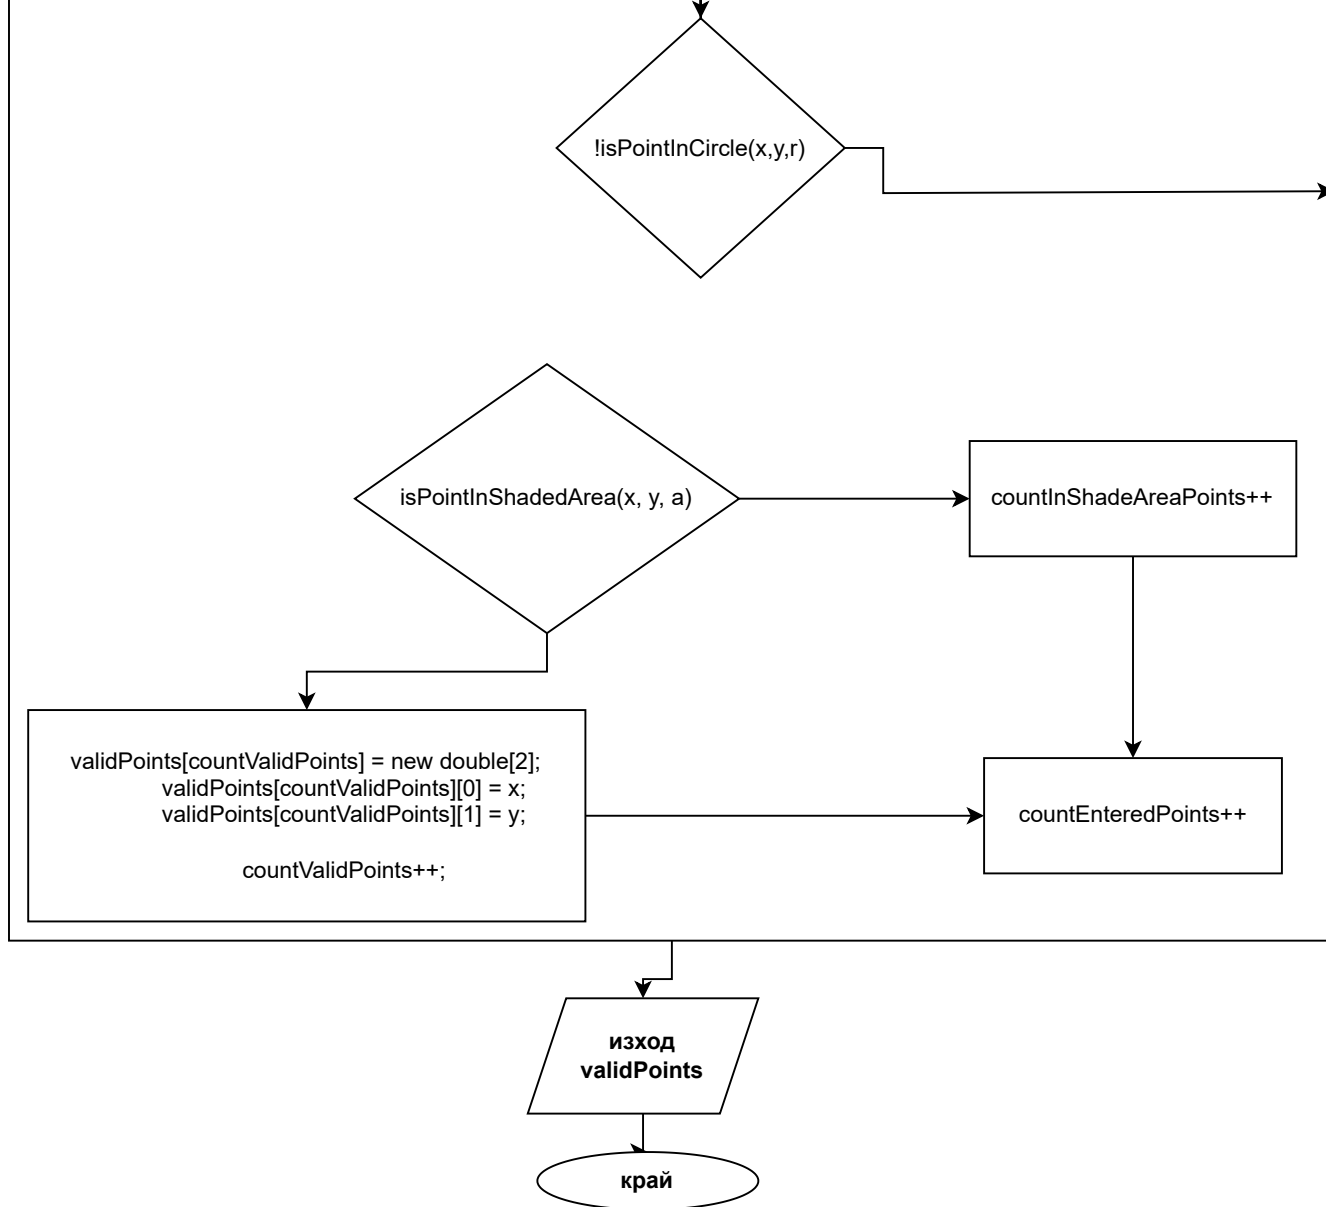 !isPointInCircle(x,y,r)
isPointInShadedArea(x, y, a)
countInShadeAreaPoints++
validPoints[countValidPoints] = new double[2];
validPoints[countValidPoints][0] = x;
validPoints[countValidPoints][1] = y;
countValidPoints++;
countEnteredPoints++
изход
validPoints
край